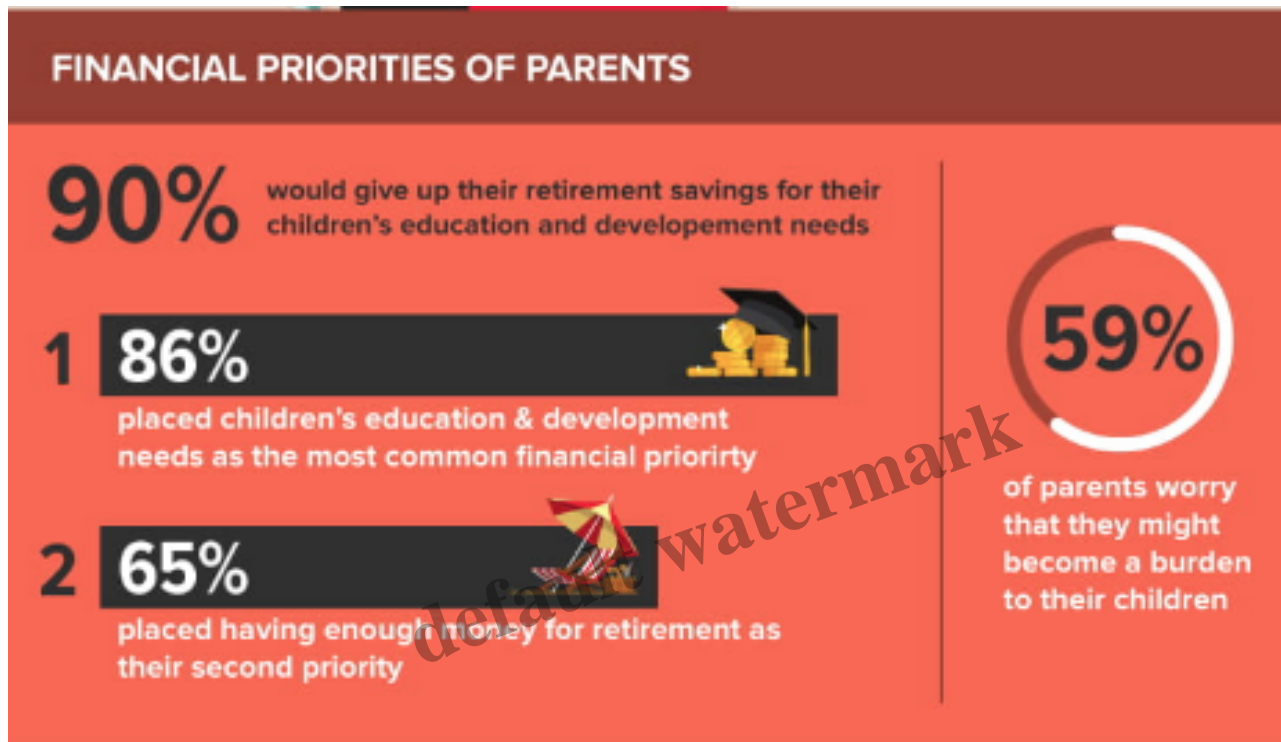 FINANCIAL PRIORITIES OF PARENTS
90%
would give up their retirement savings for their
children's education and developement needs
1
86%
placed children's education & development
needs as the most common financial priorirty
2
65%
placed having enough money for retirement as
their second priority
59%
of parents worry
that they might
become a burden
to their children
default watermark